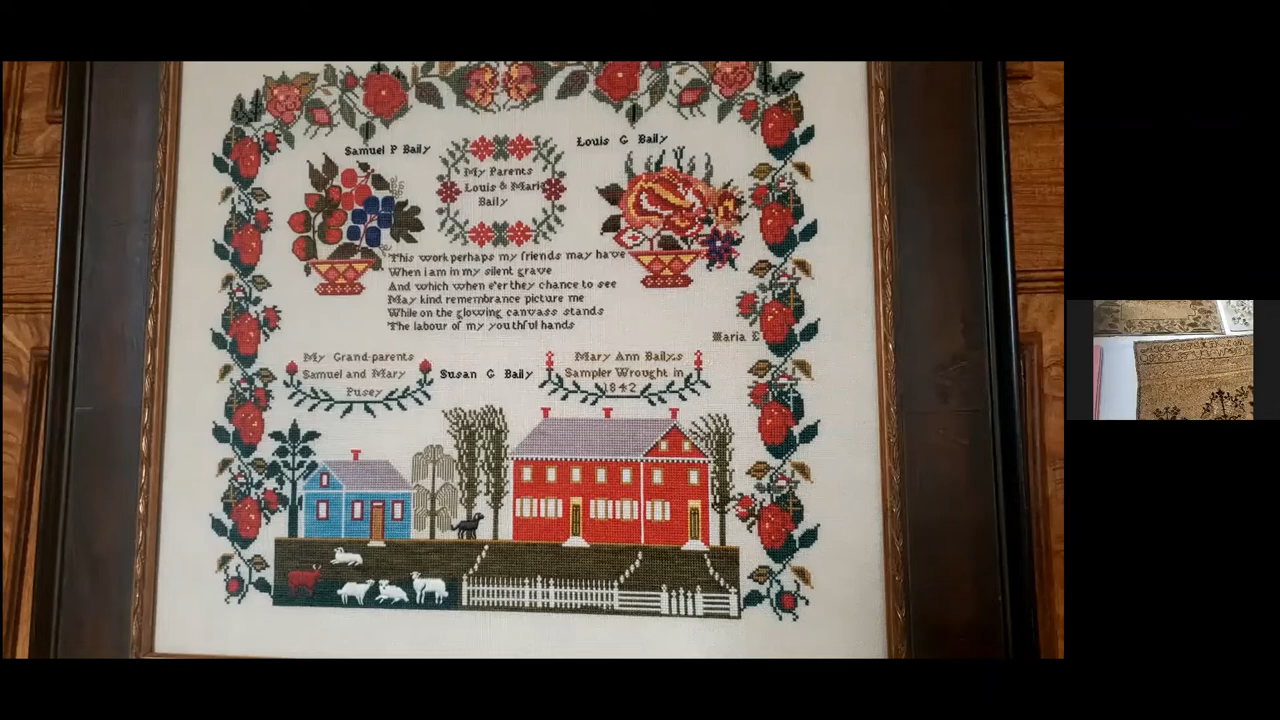 Samuel P Baily
Louis G Baily
My Parents
Louis & Maria
Baily
This work perhaps my friends may have
When i am in my silent grave
And which when e'er they chance to see
May kind remembrance picture me
While on the glowing canvass stands
The labour of my youthful hands
Maria E
My Grand-parents
Samuel and Mary
Pusey
Susan G Baily
Mary Ann Bailys
Sampler Wrought in
1842